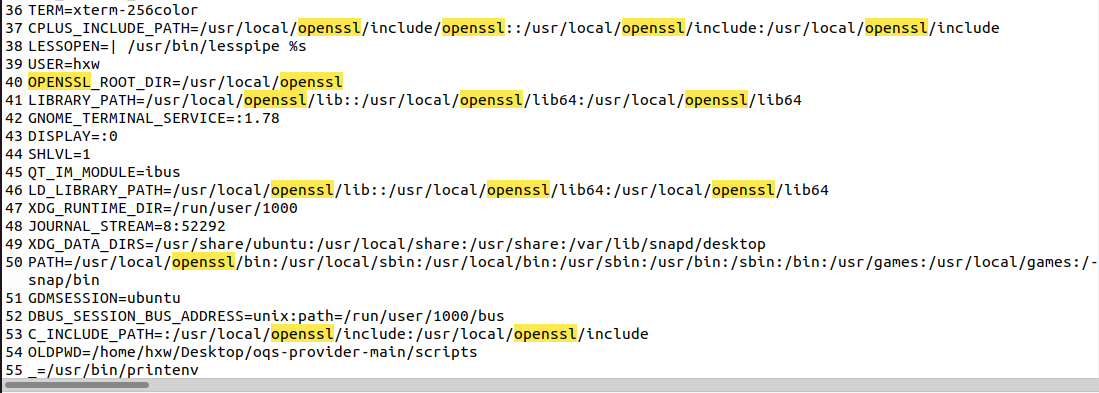 36 TERM=xterm-256color
37 CPLUS_INCLUDE_PATH=/usr/local/openssl/include/openssl::/usr/local/openssl/include:/usr/local/openssl/include
38 LESSOPEN=| /usr/bin/lesspipe %s
39 USER=hxw
40 OPENSSL_ROOT_DIR=/usr/local/openssl
41 LIBRARY_PATH=/usr/local/openssl/lib::/usr/local/openssl/lib64:/usr/local/openssl/lib64
42 GNOME_TERMINAL_SERVICE=:1.78
43 DISPLAY=:0
44 SHLVL=1
45 QT_IM_MODULE=ibus
46 LD_LIBRARY_PATH=/usr/local/openssl/lib::/usr/local/openssl/lib64:/usr/local/openssl/lib64
47 XDG_RUNTIME_DIR=/run/user/1000
48 JOURNAL_STREAM=8:52292
49 XDG_DATA_DIRS=/usr/share/ubuntu:/usr/local/share:/usr/share:/var/lib/snapd/desktop
50 PATH=/usr/local/openssl/bin:/usr/local/sbin:/usr/local/bin:/usr/sbin:/usr/bin:/sbin:/bin:/usr/games:/usr/local/games:/-
snap/bin
51 GDMSESSION=ubuntu
52 DBUS_SESSION_BUS_ADDRESS=unix:path=/run/user/1000/bus
53 C_INCLUDE_PATH=:/usr/local/openssl/include:/usr/local/openssl/include
54 OLDPWD=/home/hxw/Desktop/oqs-provider-main/scripts
55 _=/usr/bin/printenv